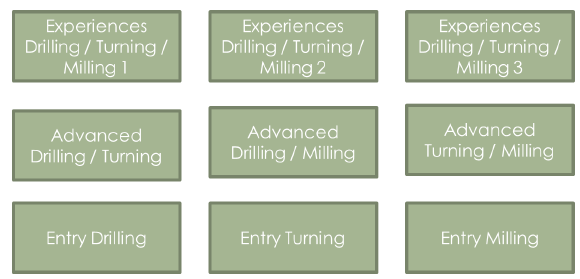 Experiences
Drilling / Turning /
Milling 1
Experiences
Drilling / Turning /
Milling 2
Experiences
Drilling / Turning /
Milling 3
Advanced
Drilling / Turning
Advanced
Drilling / Milling
Advanced
Turning / Milling
Entry Drilling
Entry Turning
Entry Milling